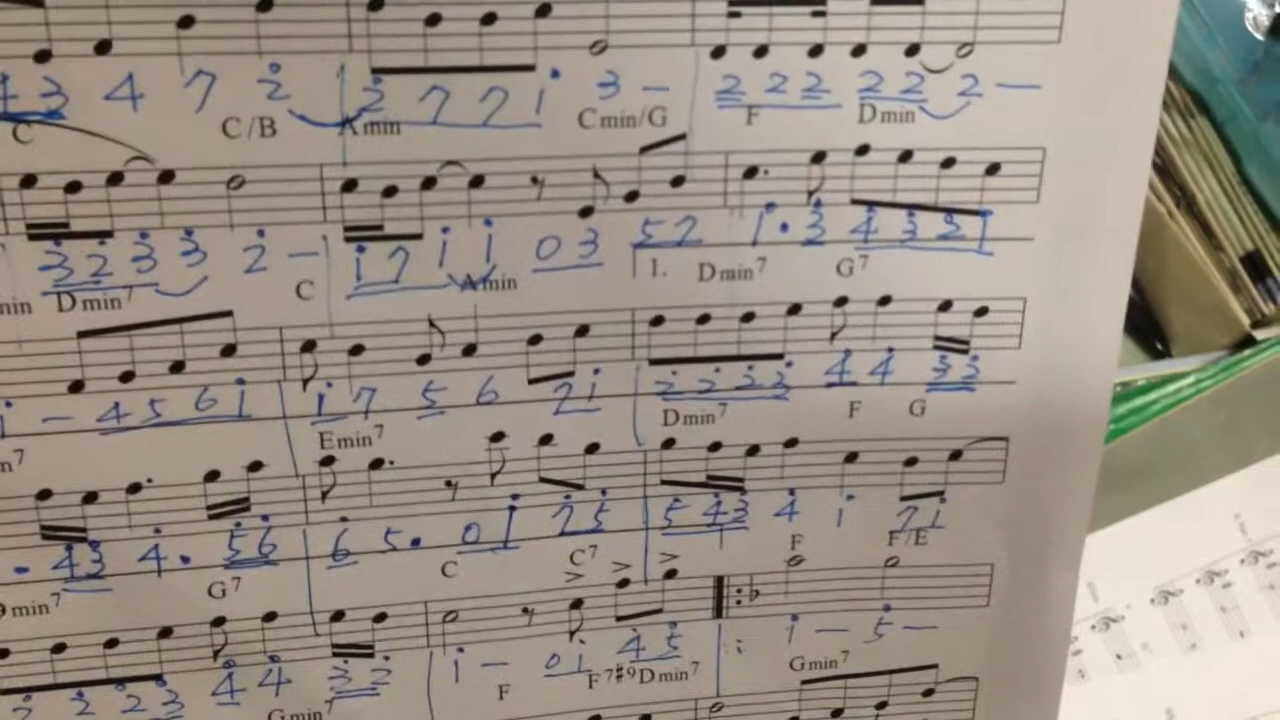 4 3 4 7 2 | 2 7 7 1 3 – 2 2 2 2 2 2 –
C C/B Amin Cmin/G F Dmin
3 2 3 3 2 – | 1 7 1 1 0 3 5 7 1 · 3 4 3 2 1
min Dmin7 C Amin 1. Dmin7 G7
1 – 4 5 6 1 1 7 5 6 7 1 2 2 2 3 4 4 3 3
n7 Emin7 Dmin7 F G
· 4 3 4 · 5 6 6 5 · 0 1 7 5 5 4 3 4 1 7 1
9min7 G7 C C7 F F/E
2 2 2 3 4 4 3 2 1 – 0 1 4 5 : 1 – 5 –
Gmin7 F F7#9 Dmin7 Gmin7